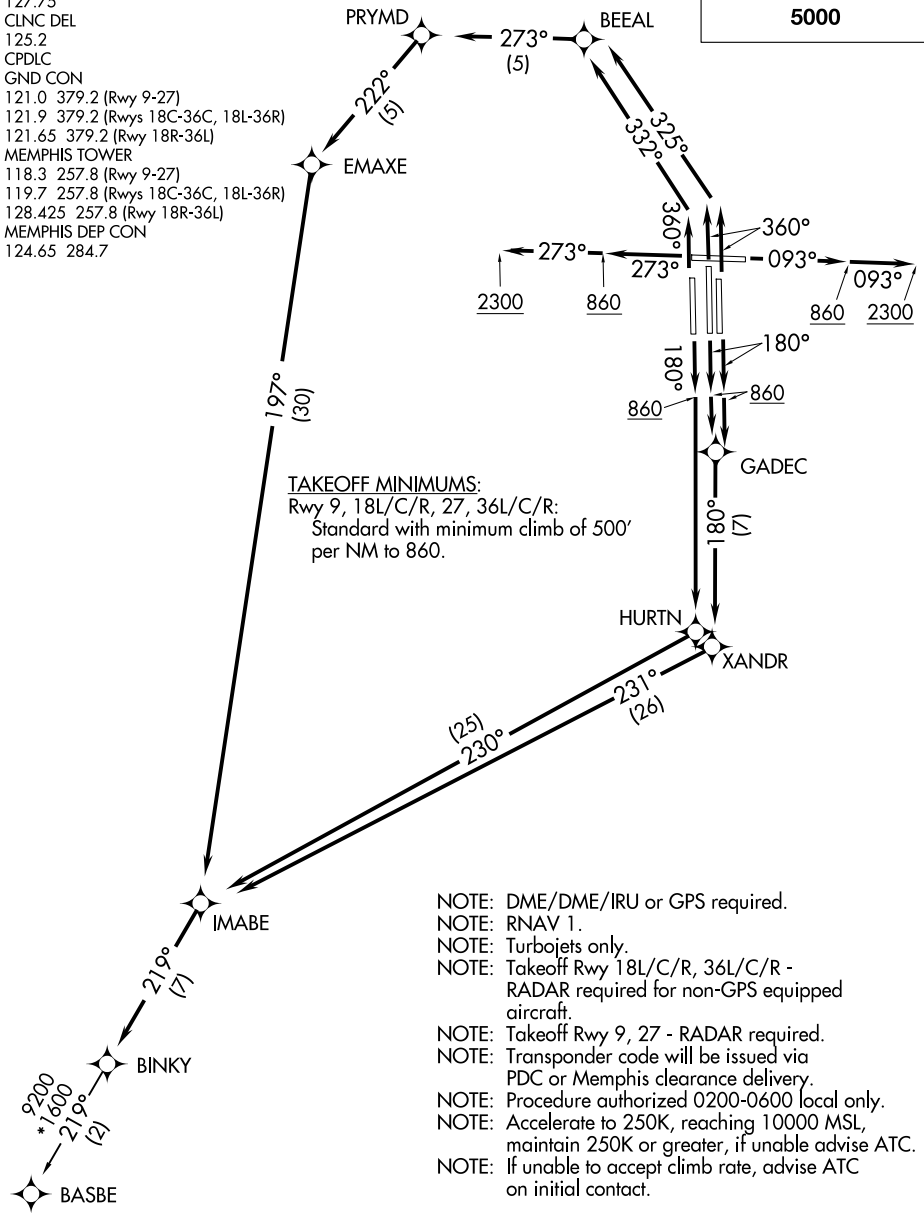 127.75
CLNC DEL
125.2
CPDLC
GND CON
121.0 379.2 (Rwy 9-27)
121.9 379.2 (Rwys 18C-36C, 18L-36R)
121.65 379.2 (Rwy 18R-36L)
MEMPHIS TOWER
118.3 257.8 (Rwy 9-27)
119.7 257.8 (Rwys 18C-36C, 18L-36R)
128.425 257.8 (Rwy 18R-36L)
MEMPHIS DEP CON
124.65 284.7
5000
PRYMD
273°
(5)
BEEAL
222°
(5)
EMAXE
332°
325°
360°
360°
273°
273°
093°
093°
2300
860
860
2300
180°
180°
860
860
GADEC
180°
(7)
197°
(30)
TAKEOFF MINIMUMS:
Rwy 9, 18L/C/R, 27, 36L/C/R:
Standard with minimum climb of 500'
per NM to 860.
HURTN
XANDR
231°
(26)
(25)
230°
IMABE
219°
(7)
BINKY
9200
*1600
219°
(2)
BASBE
NOTE: DME/DME/IRU or GPS required.
NOTE: RNAV 1.
NOTE: Turbojets only.
NOTE: Takeoff Rwy 18L/C/R, 36L/C/R -
RADAR required for non-GPS equipped
aircraft.
NOTE: Takeoff Rwy 9, 27 - RADAR required.
NOTE: Transponder code will be issued via
PDC or Memphis clearance delivery.
NOTE: Procedure authorized 0200-0600 local only.
NOTE: Accelerate to 250K, reaching 10000 MSL,
maintain 250K or greater, if unable advise ATC.
NOTE: If unable to accept climb rate, advise ATC
on initial contact.